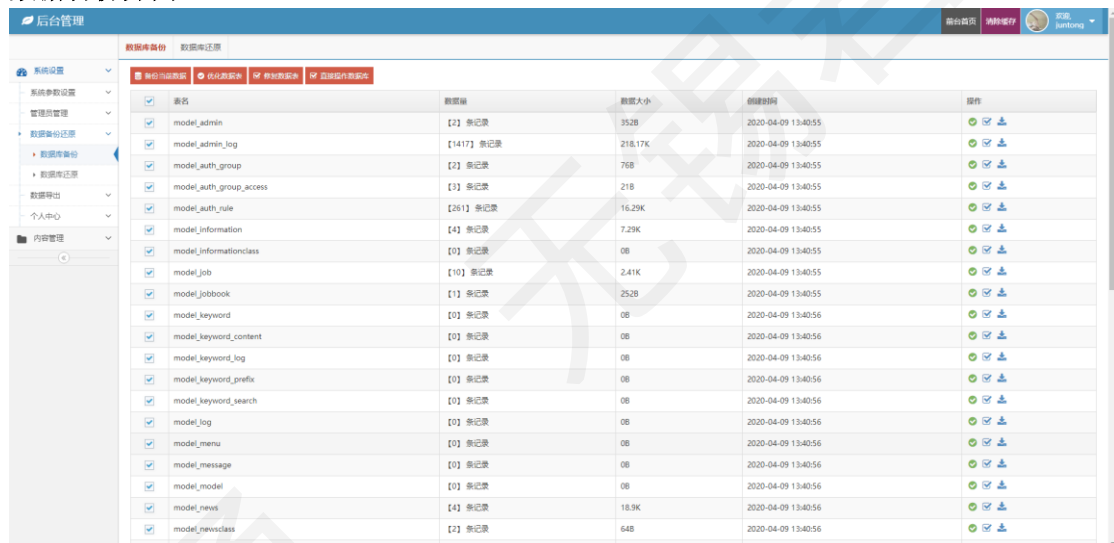 后台管理
前台首页 清除缓存 欢迎, juntong
数据库备份 数据库还原
系统设置
系统参数设置
管理员管理
数据备份还原
数据库备份
数据库还原
数据导出
个人中心
内容管理
备份当前数据 优化数据表 修复数据表 直接操作数据库
表名 数据量 数据大小 创建时间 操作
model_admin 【2】 条记录 352B 2020-04-09 13:40:55
model_admin_log 【1417】 条记录 218.17K 2020-04-09 13:40:55
model_auth_group 【2】 条记录 76B 2020-04-09 13:40:55
model_auth_group_access 【3】 条记录 21B 2020-04-09 13:40:55
model_auth_rule 【261】 条记录 16.29K 2020-04-09 13:40:55
model_information 【4】 条记录 7.29K 2020-04-09 13:40:55
model_informationclass 【0】 条记录 0B 2020-04-09 13:40:55
model_job 【10】 条记录 2.41K 2020-04-09 13:40:55
model_jobbook 【1】 条记录 252B 2020-04-09 13:40:55
model_keyword 【0】 条记录 0B 2020-04-09 13:40:56
model_keyword_content 【0】 条记录 0B 2020-04-09 13:40:56
model_keyword_log 【0】 条记录 0B 2020-04-09 13:40:56
model_keyword_prefix 【0】 条记录 0B 2020-04-09 13:40:56
model_keyword_search 【0】 条记录 0B 2020-04-09 13:40:56
model_log 【0】 条记录 0B 2020-04-09 13:40:56
model_menu 【0】 条记录 0B 2020-04-09 13:40:56
model_message 【0】 条记录 0B 2020-04-09 13:40:56
model_model 【0】 条记录 0B 2020-04-09 13:40:56
model_news 【4】 条记录 18.9K 2020-04-09 13:40:56
model_newsclass 【2】 条记录 64B 2020-04-09 13:40:56
无锡